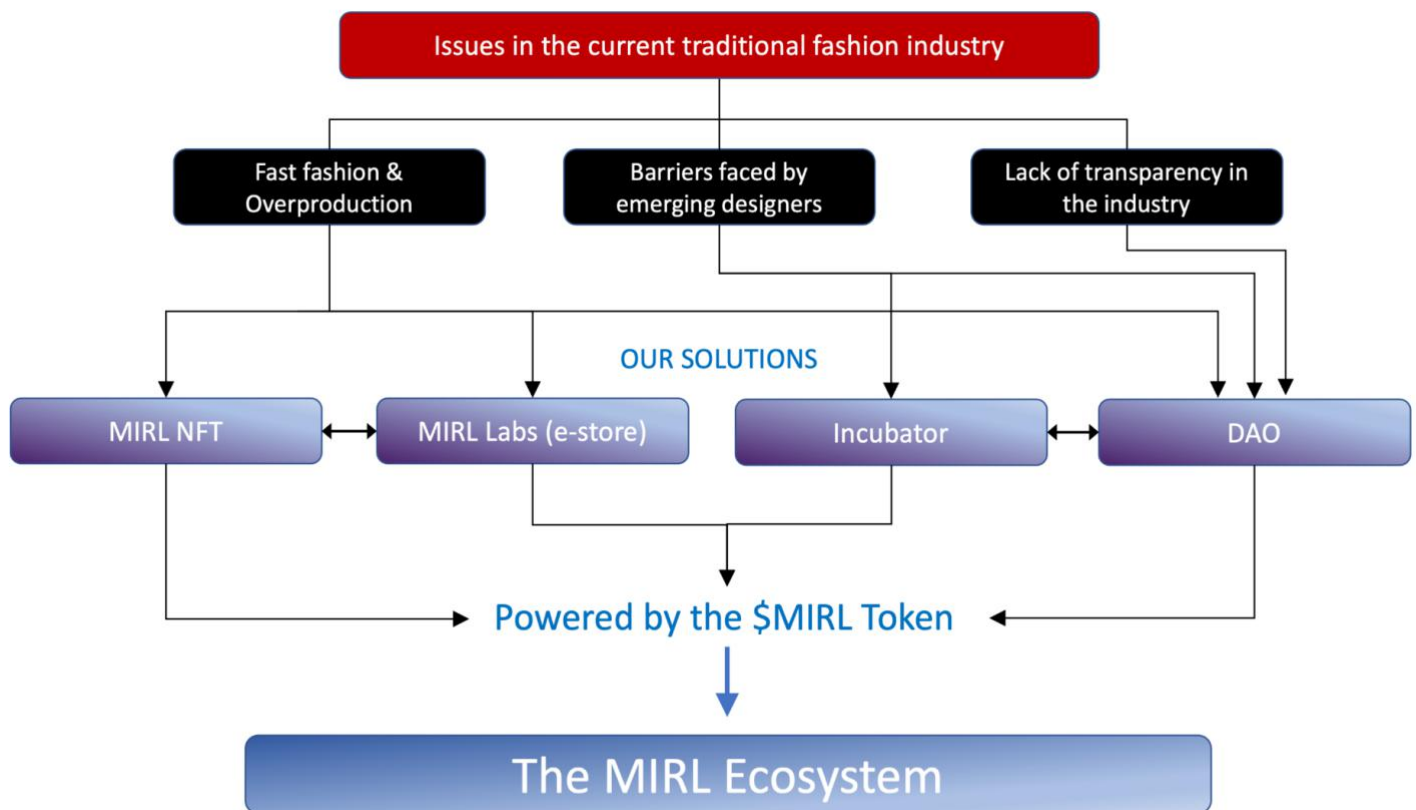 Issues in the current traditional fashion industry
Fast fashion &
Overproduction
Barriers faced by
emerging designers
Lack of transparency in
the industry
OUR SOLUTIONS
MIRL NFT
MIRL Labs (e-store)
Incubator
DAO
Powered by the $MIRL Token
The MIRL Ecosystem